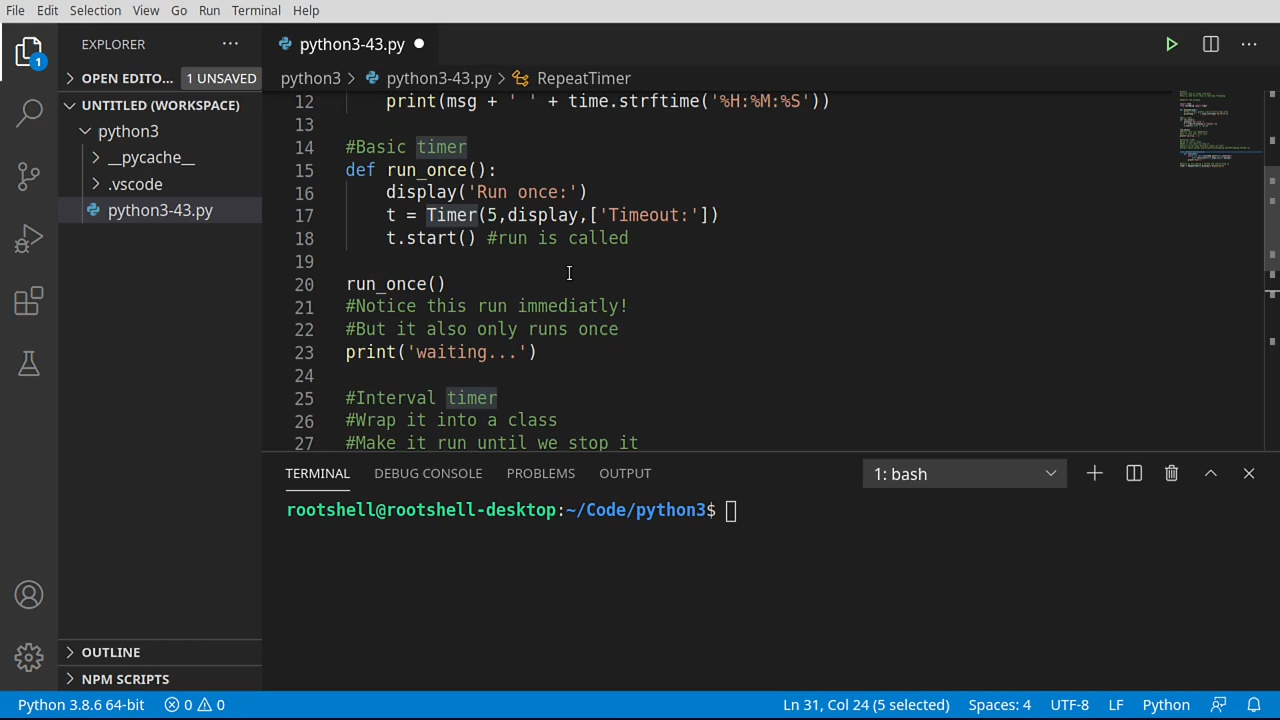 File Edit Selection View Go Run Terminal Help
EXPLORER
python3-43.py
OPEN EDITO... 1 UNSAVED
python3 > python3-43.py > RepeatTimer
UNTITLED (WORKSPACE)
python3
__pycache__
.vscode
python3-43.py
1
12 print(msg + ' ' + time.strftime('%H:%M:%S'))
13
14 #Basic timer
15 def run_once():
16 display('Run once:')
17 t = Timer(5,display,['Timeout:'])
18 t.start() #run is called
19
20 run_once()
21 #Notice this run immediatly!
22 #But it also only runs once
23 print('waiting...')
24
25 #Interval timer
26 #Wrap it into a class
27 #Make it run until we stop it
TERMINAL DEBUG CONSOLE PROBLEMS OUTPUT 1: bash
rootshell@rootshell-desktop:~/Code/python3$
OUTLINE
NPM SCRIPTS
Python 3.8.6 64-bit 0 0 Ln 31, Col 24 (5 selected) Spaces: 4 UTF-8 LF Python